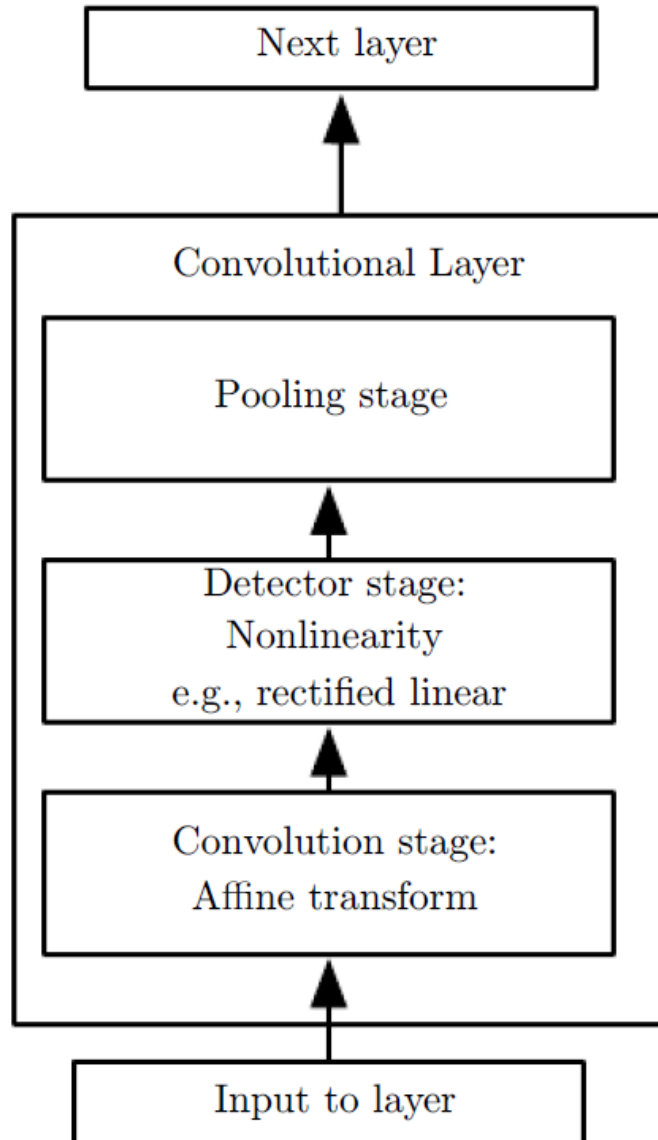 Next layer
Convolutional Layer
Pooling stage
Detector stage:
Nonlinearity
e.g., rectified linear
Convolution stage:
Affine transform
Input to layer